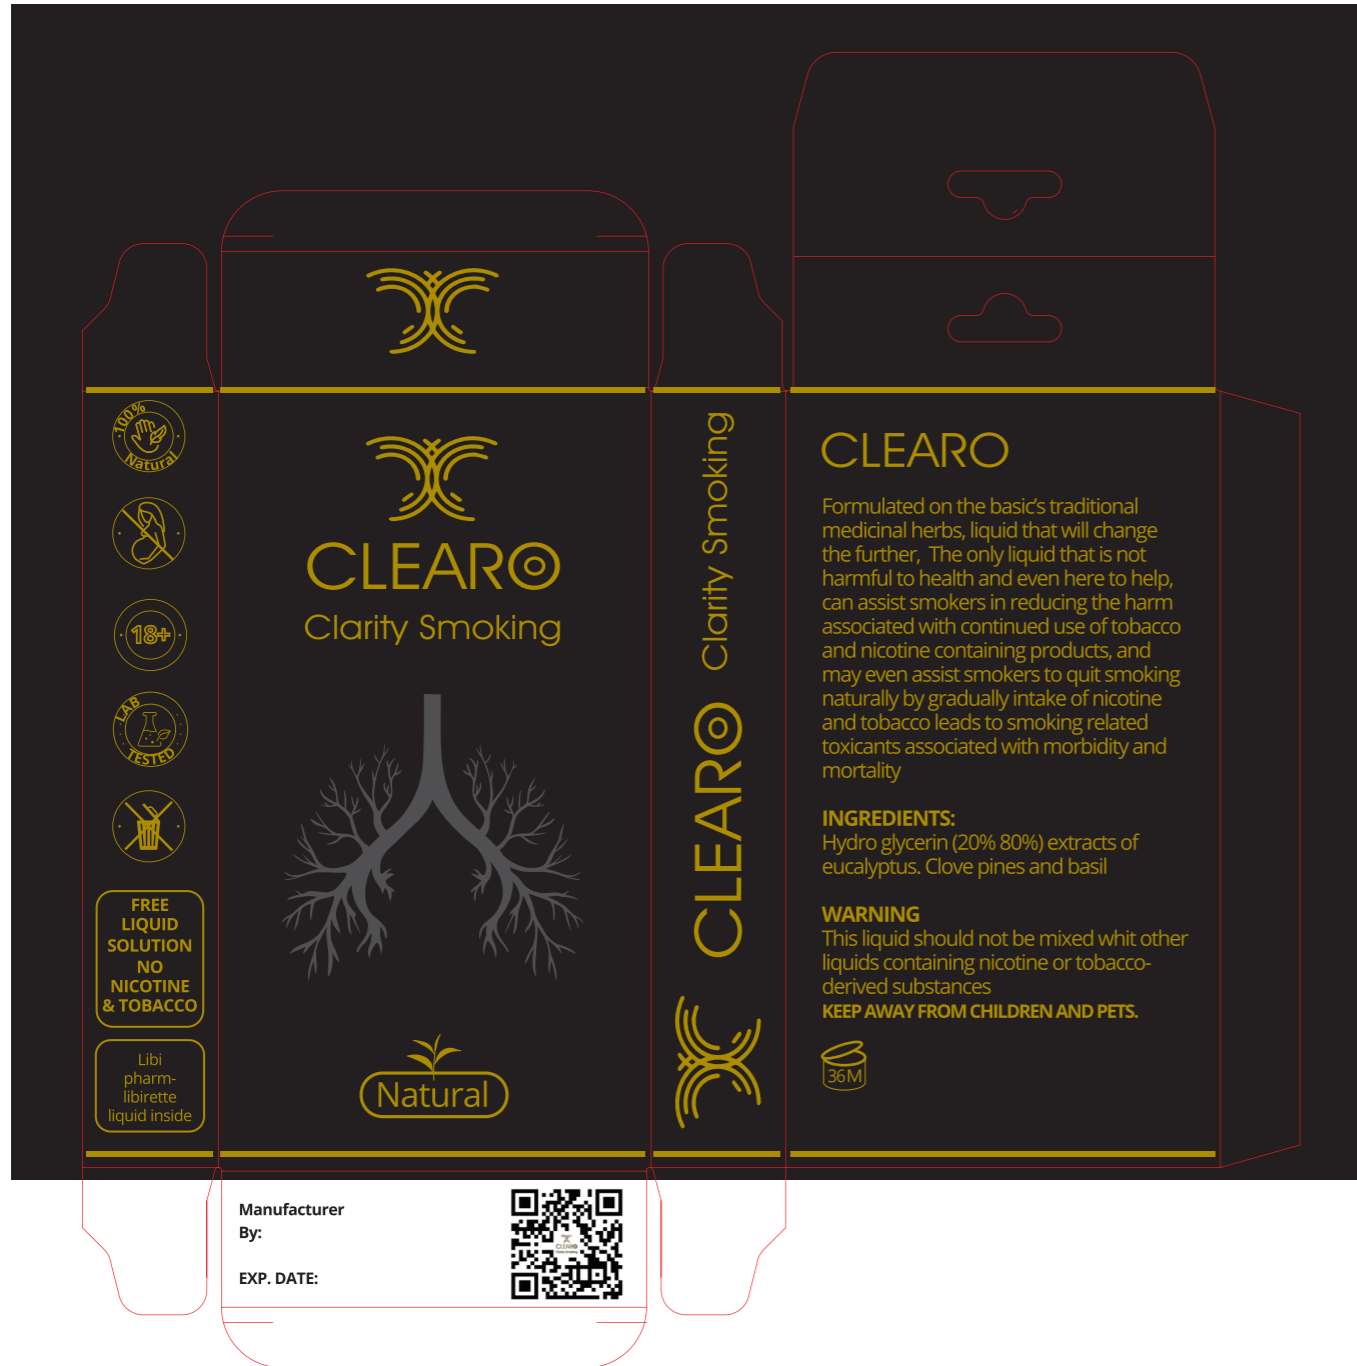 100%
Natural
18+
LAB
TESTED
FREE
LIQUID
SOLUTION
NO
NICOTINE
& TOBACCO
Libi
pharm-
libirette
liquid inside
CLEARO
Clarity Smoking
Natural
CLEARO Clarity Smoking
CLEARO
Formulated on the basic’s traditional
medicinal herbs, liquid that will change
the further,  The only liquid that is not
harmful to health and even here to help,
can assist smokers in reducing the harm
associated with continued use of tobacco
and nicotine containing products, and
may even assist smokers to quit smoking
naturally by gradually intake of nicotine
and tobacco leads to smoking related
toxicants associated with morbidity and
mortality
INGREDIENTS:
Hydro glycerin (20% 80%) extracts of
eucalyptus. Clove pines and basil
WARNING
This liquid should not be mixed whit other
liquids containing nicotine or tobacco-
derived substances
KEEP AWAY FROM CHILDREN AND PETS.
36M
Manufacturer
By:
EXP. DATE:
CLEARO
Clarity Smoking